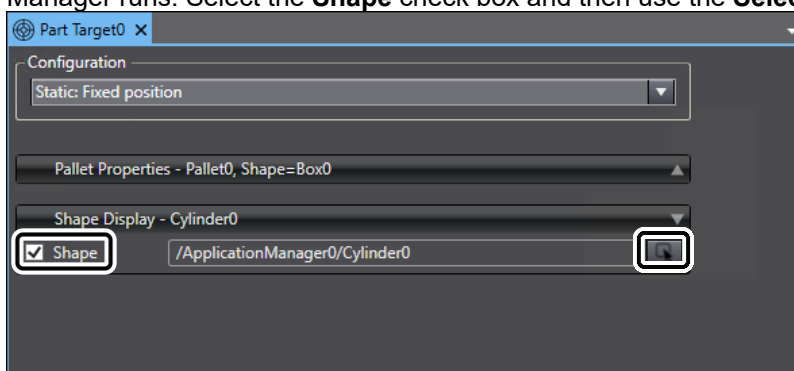 Manager runs. Select the Shape check box and then use the Selec
Part Target0
Configuration
Static: Fixed position
Pallet Properties - Pallet0, Shape=Box0
Shape Display - Cylinder0
Shape /ApplicationManager0/Cylinder0